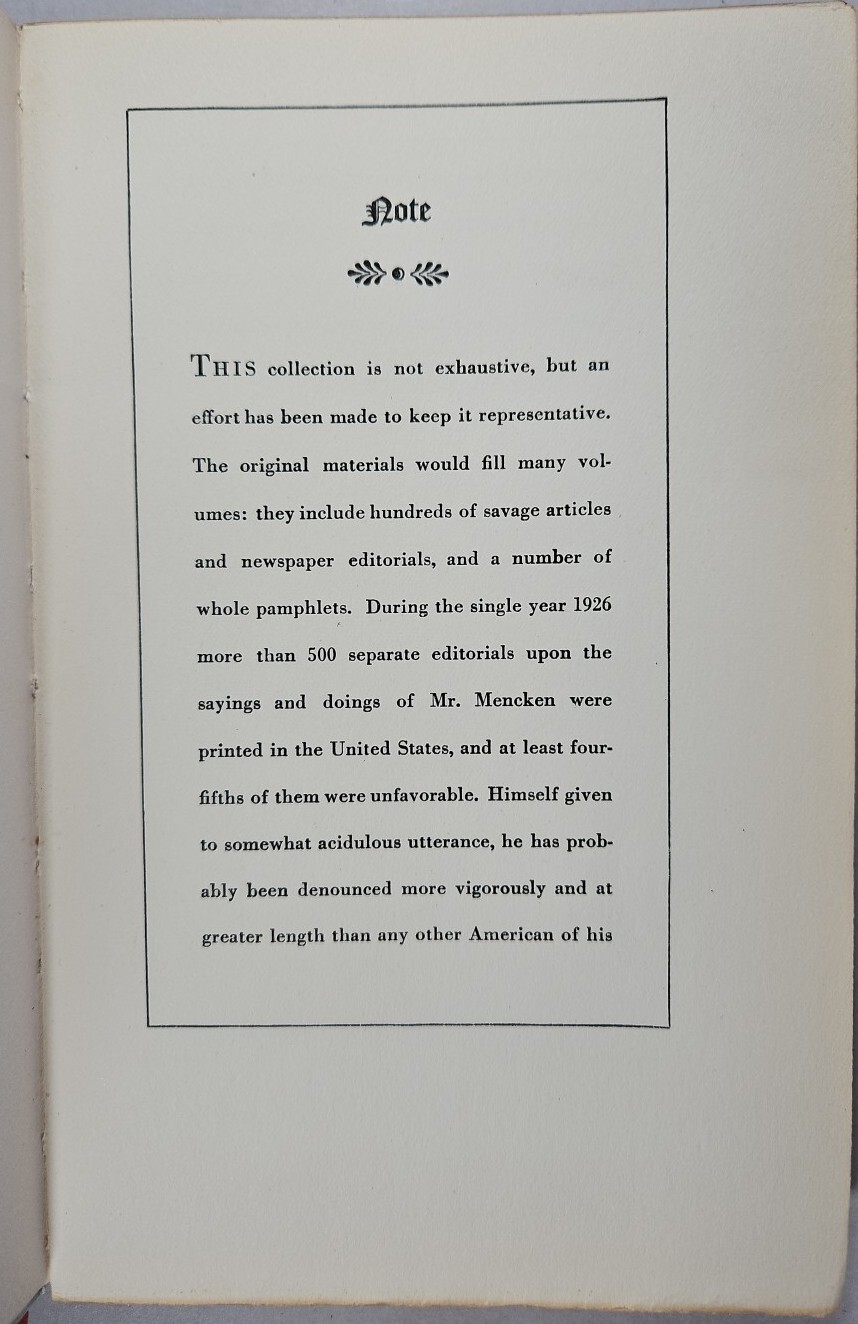 Note
THIS collection is not exhaustive, but an
effort has been made to keep it representative.
The original materials would fill many vol-
umes: they include hundreds of savage articles
and newspaper editorials, and a number of
whole pamphlets. During the single year 1926
more than 500 separate editorials upon the
sayings and doings of Mr. Mencken were
printed in the United States, and at least four-
fifths of them were unfavorable. Himself given
to somewhat acidulous utterance, he has prob-
ably been denounced more vigorously and at
greater length than any other American of his